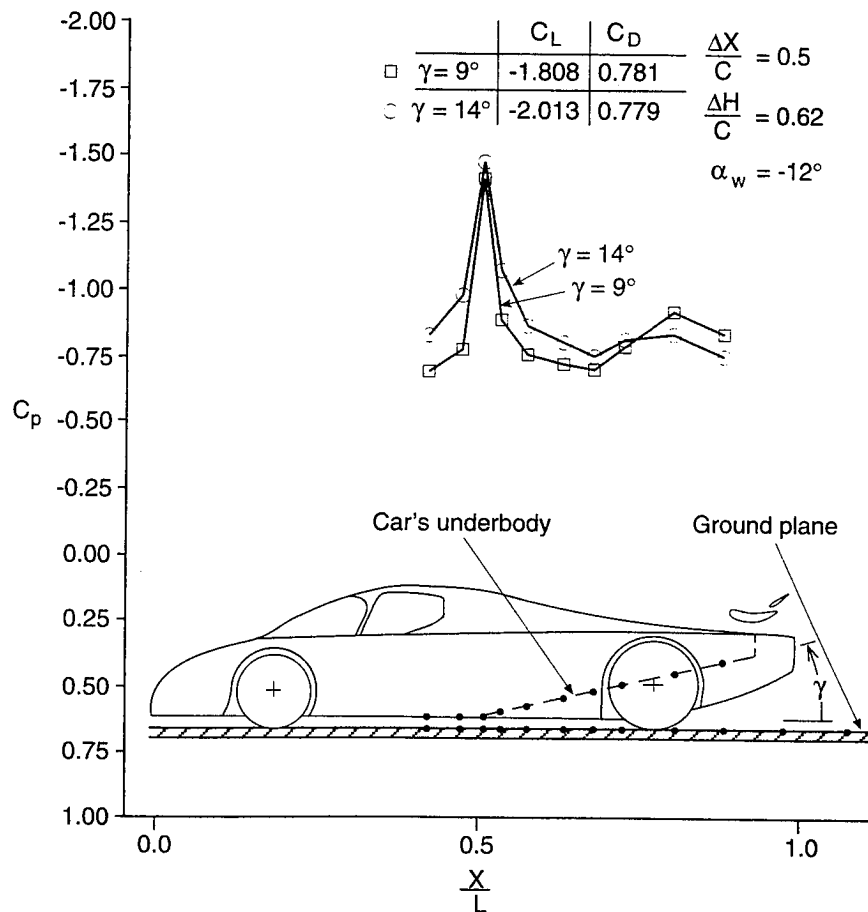 -2.00
-1.75
-1.50
-1.25
-1.00
-0.75
-0.50
-0.25
0.00
0.25
0.50
0.75
1.00
C_p
C_L C_D
γ = 9° -1.808 0.781
γ = 14° -2.013 0.779
ΔX/C = 0.5
ΔH/C = 0.62
α_w = -12°
γ = 14°
γ = 9°
Car's underbody
Ground plane
γ
0.0 0.5 1.0
X/L